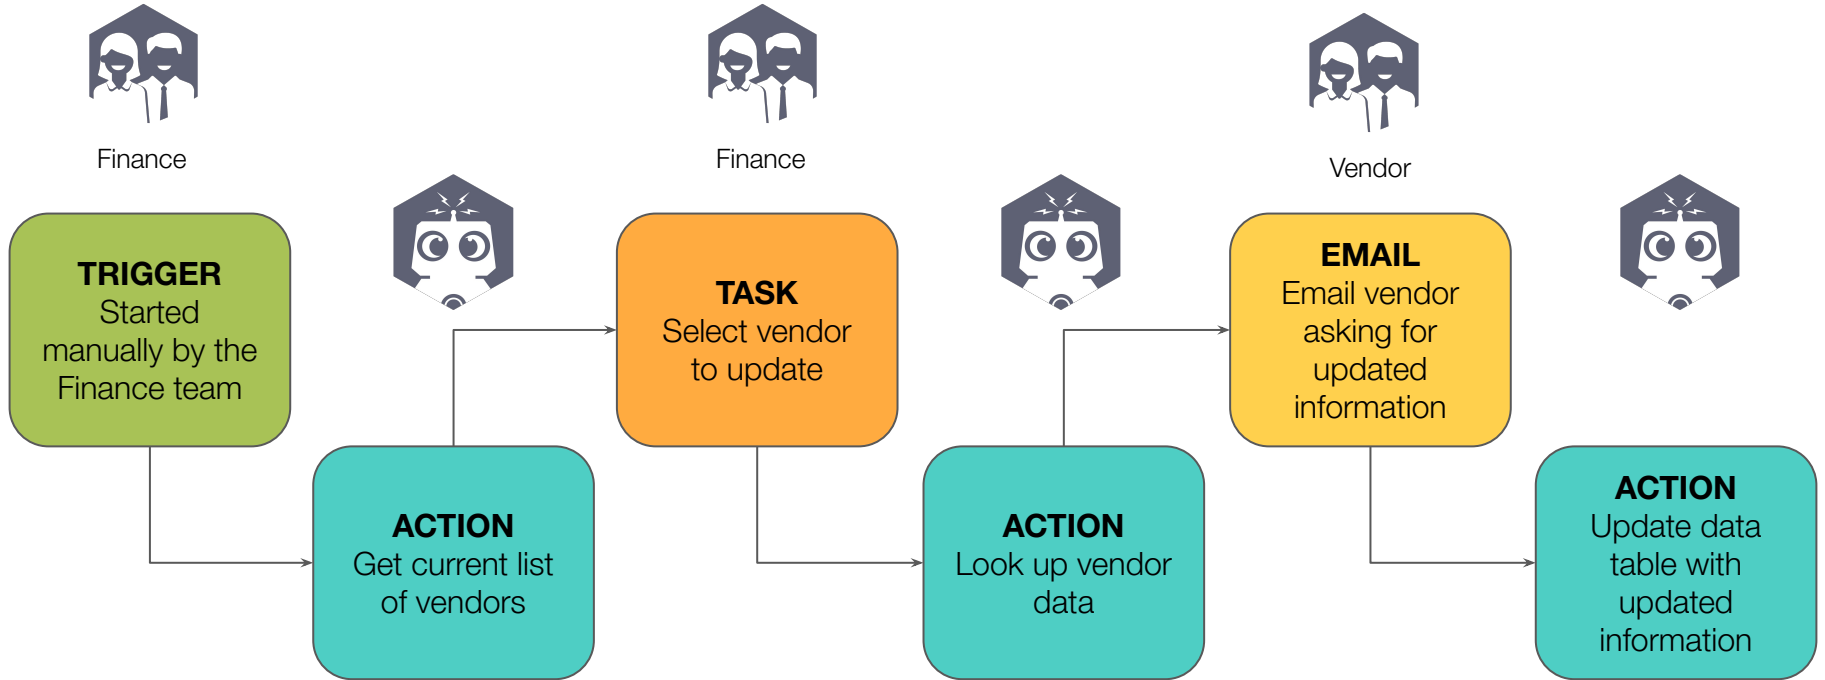 Finance
Finance
Vendor
TRIGGER
Started
manually by the
Finance team
ACTION
Get current list
of vendors
TASK
Select vendor
to update
ACTION
Look up vendor
data
EMAIL
Email vendor
asking for
updated
information
ACTION
Update data
table with
updated
information